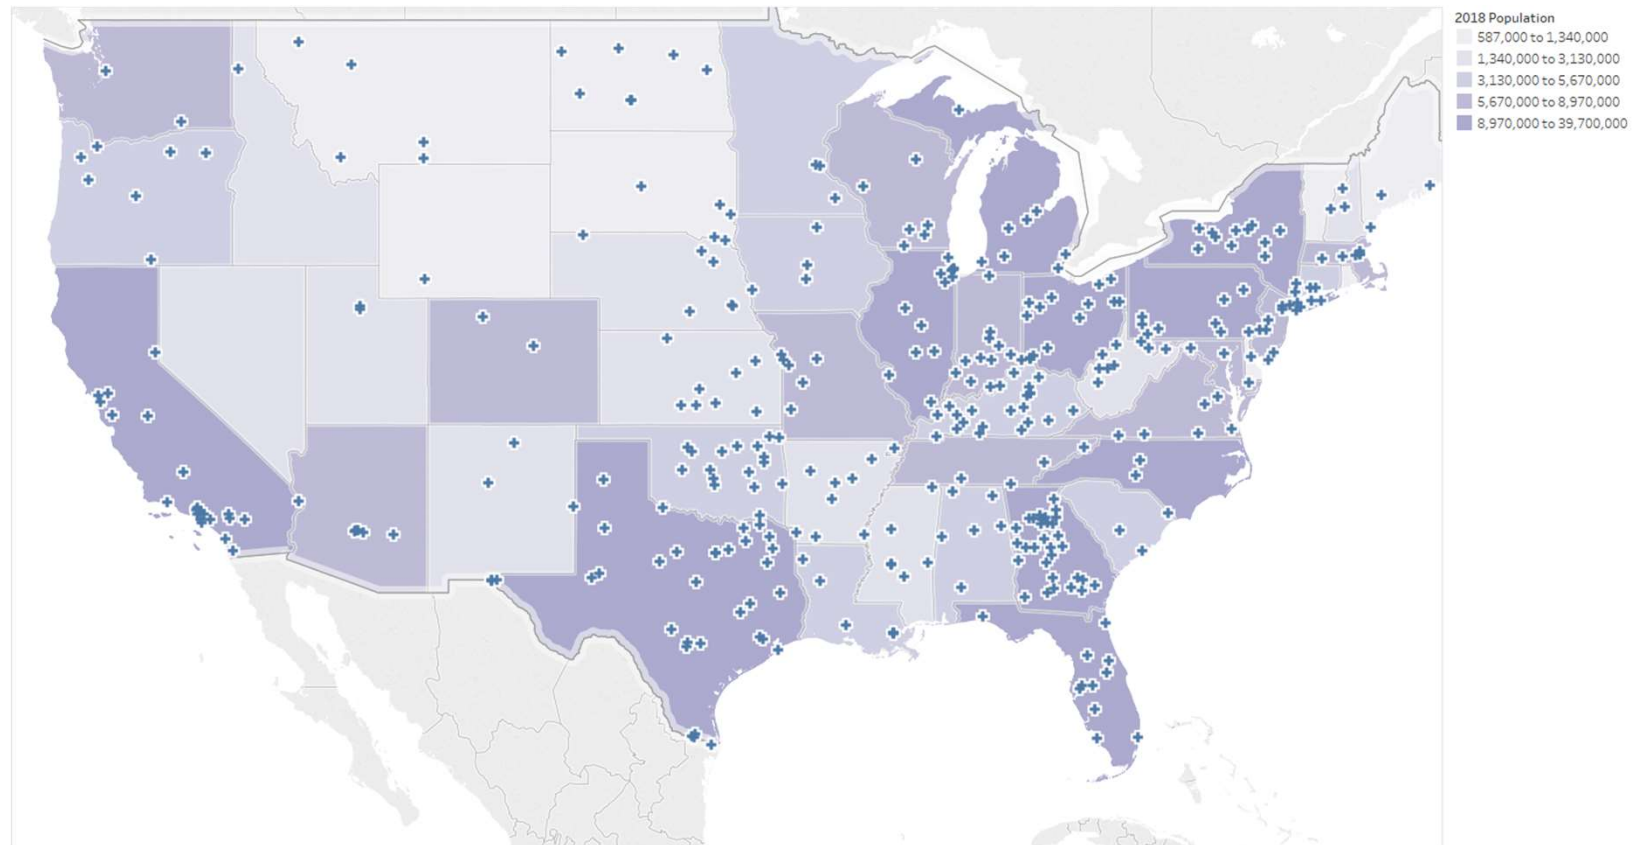 2018 Population
587,000 to 1,340,000
1,340,000 to 3,130,000
3,130,000 to 5,670,000
5,670,000 to 8,970,000
8,970,000 to 39,700,000